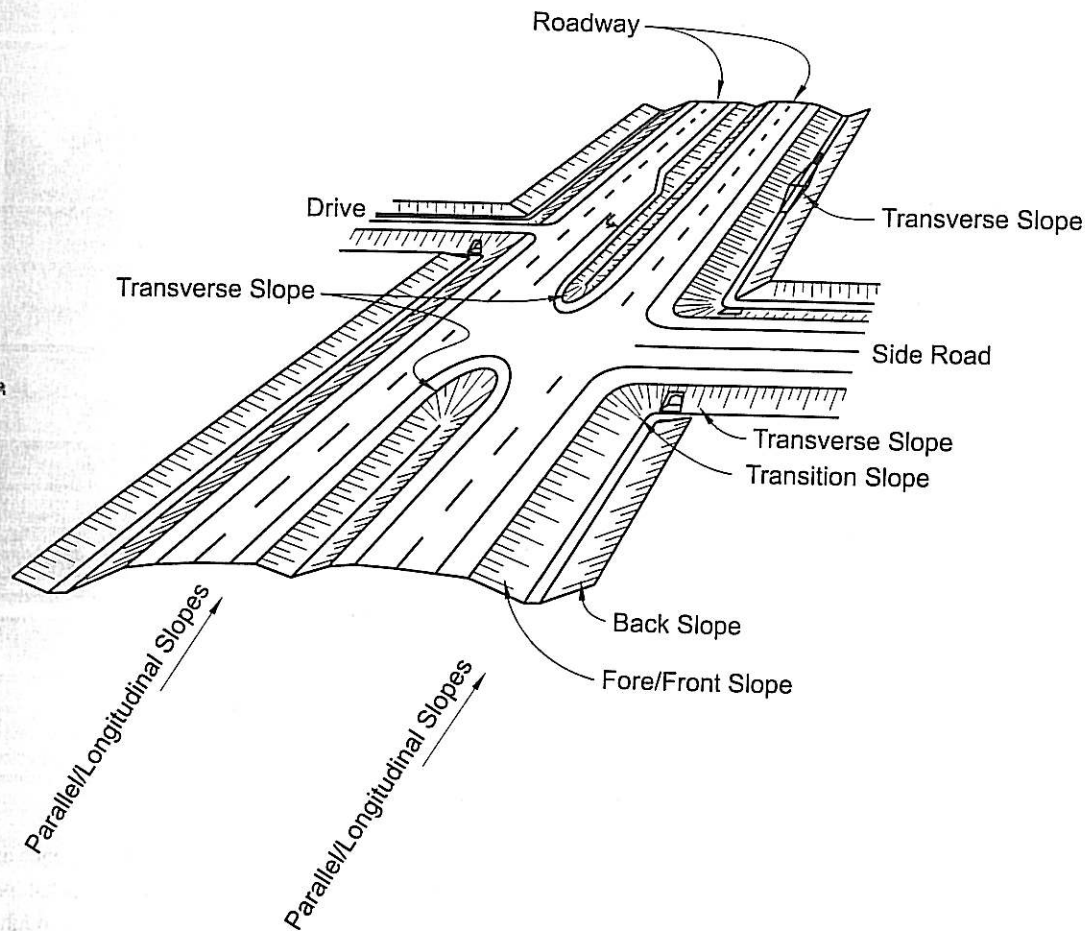 Roadway
Drive
Transverse Slope
Transverse Slope
Side Road
Transverse Slope
Transition Slope
Back Slope
Fore/Front Slope
Parallel/Longitudinal Slopes
Parallel/Longitudinal Slopes